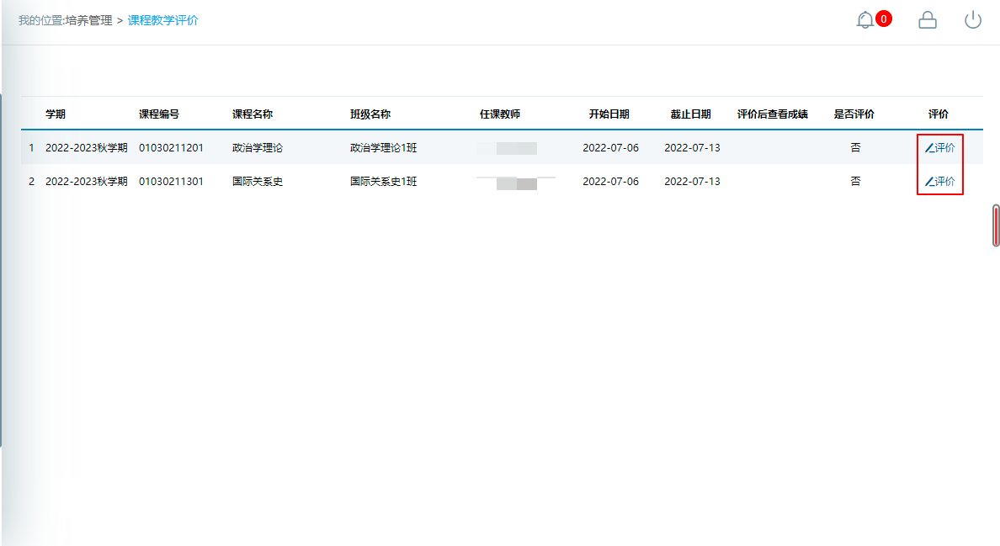 我的位置:培养管理 > 课程教学评价
0
学期 课程编号 课程名称 班级名称 任课教师 开始日期 截止日期 评价后查看成绩 是否评价 评价
1 2022-2023秋学期 01030211201 政治学理论 政治学理论1班 2022-07-06 2022-07-13 否 评价
2 2022-2023秋学期 01030211301 国际关系史 国际关系史1班 2022-07-06 2022-07-13 否 评价